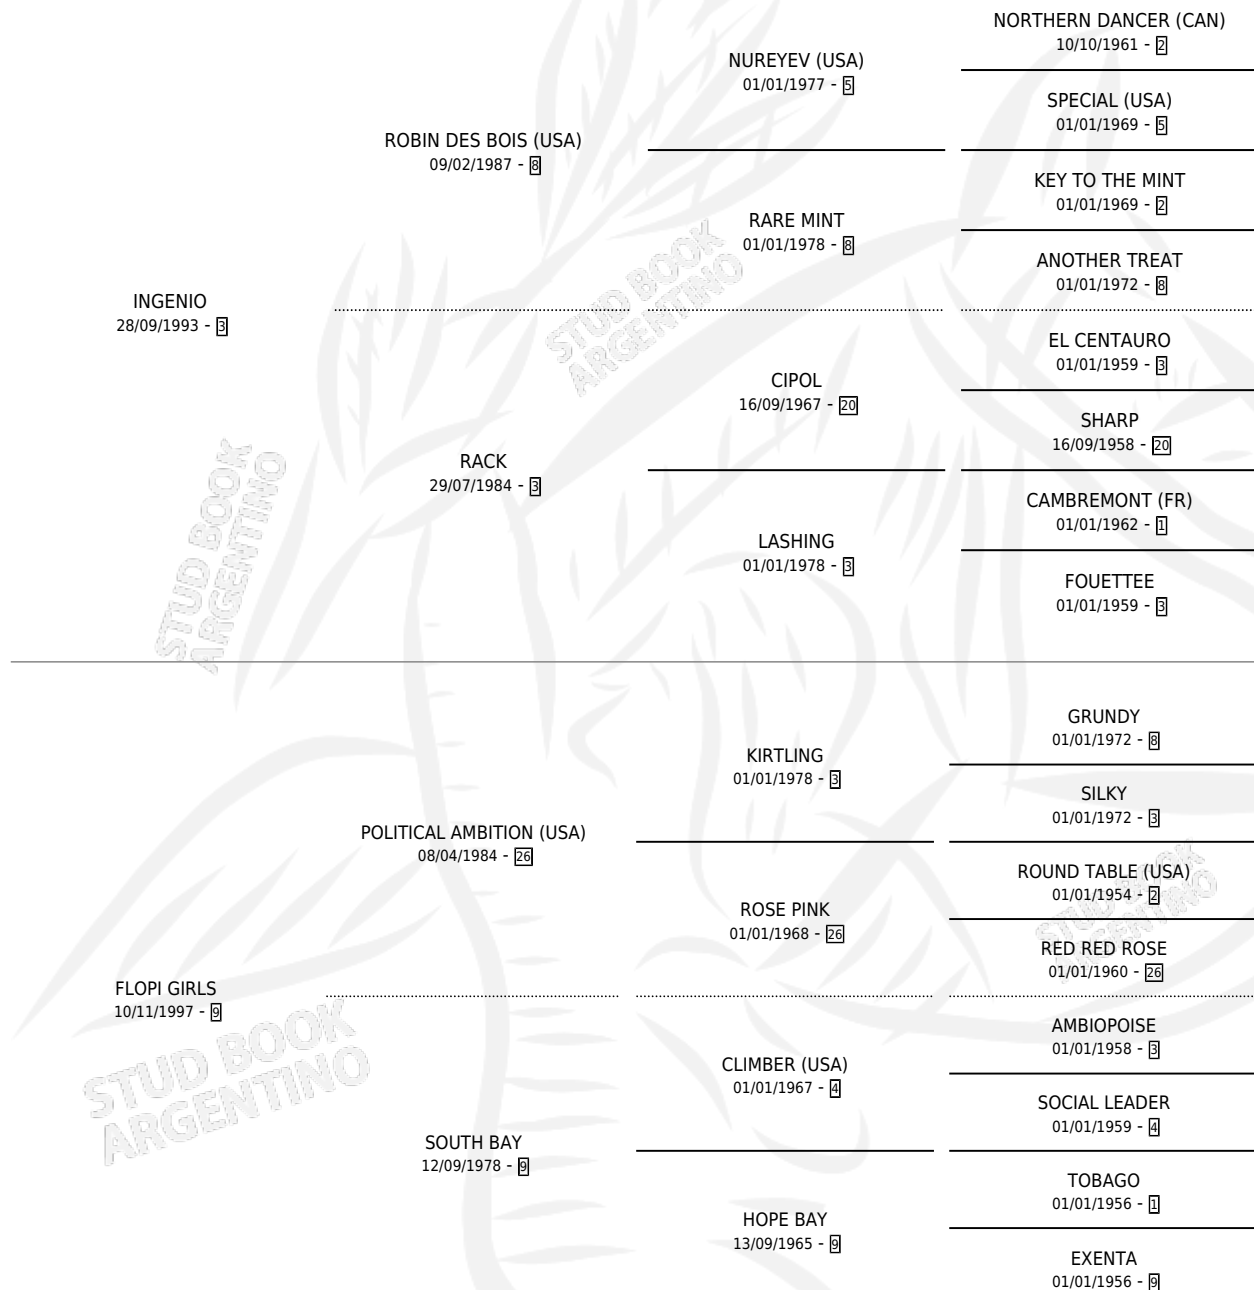 NORTHERN DANCER (CAN)
10/10/1961 - 2
NUREYEV (USA)
01/01/1977 - 5
SPECIAL (USA)
01/01/1969 - 5
ROBIN DES BOIS (USA)
09/02/1987 - 8
KEY TO THE MINT
01/01/1969 - 2
RARE MINT
01/01/1978 - 8
ANOTHER TREAT
01/01/1972 - 8
INGENIO
28/09/1993 - 3
EL CENTAURO
01/01/1959 - 3
CIPOL
16/09/1967 - 20
SHARP
16/09/1958 - 20
RACK
29/07/1984 - 3
CAMBREMONT (FR)
01/01/1962 - 1
LASHING
01/01/1978 - 3
FOUETTEE
01/01/1959 - 3
GRUNDY
01/01/1972 - 8
KIRTLING
01/01/1978 - 3
SILKY
01/01/1972 - 3
POLITICAL AMBITION (USA)
08/04/1984 - 26
ROUND TABLE (USA)
01/01/1954 - 2
ROSE PINK
01/01/1968 - 26
RED RED ROSE
01/01/1960 - 26
FLOPI GIRLS
10/11/1997 - 9
AMBIOPOISE
01/01/1958 - 3
CLIMBER (USA)
01/01/1967 - 4
SOCIAL LEADER
01/01/1959 - 4
SOUTH BAY
12/09/1978 - 9
TOBAGO
01/01/1956 - 1
HOPE BAY
13/09/1965 - 9
EXENTA
01/01/1956 - 9
STUD BOOK
ARGENTINO
STUD BOOK
ARGENTINO
STUD BOOK
ARGENTINO
STUD BOOK
ARGENTINO